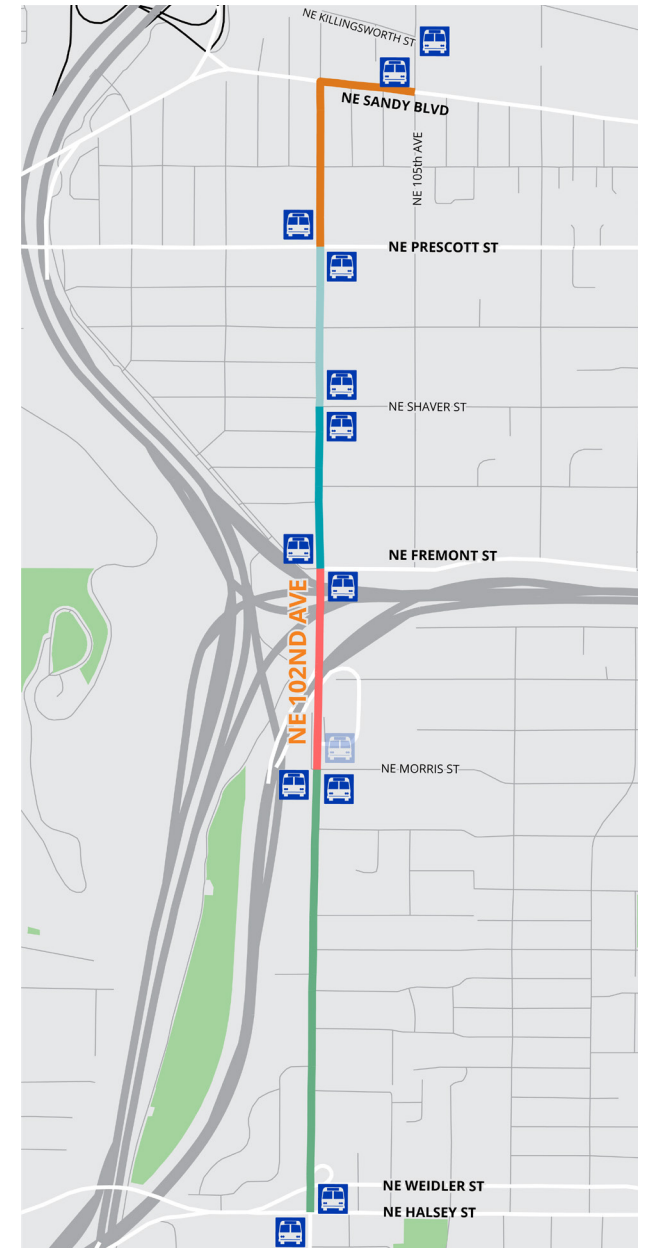 NE KILLINGSWORTH ST
NE SANDY BLVD
NE 105th AVE
NE PRESCOTT ST
NE SHAVER ST
NE FREMONT ST
NE 102ND AVE
NE MORRIS ST
NE WEIDLER ST
NE HALSEY ST